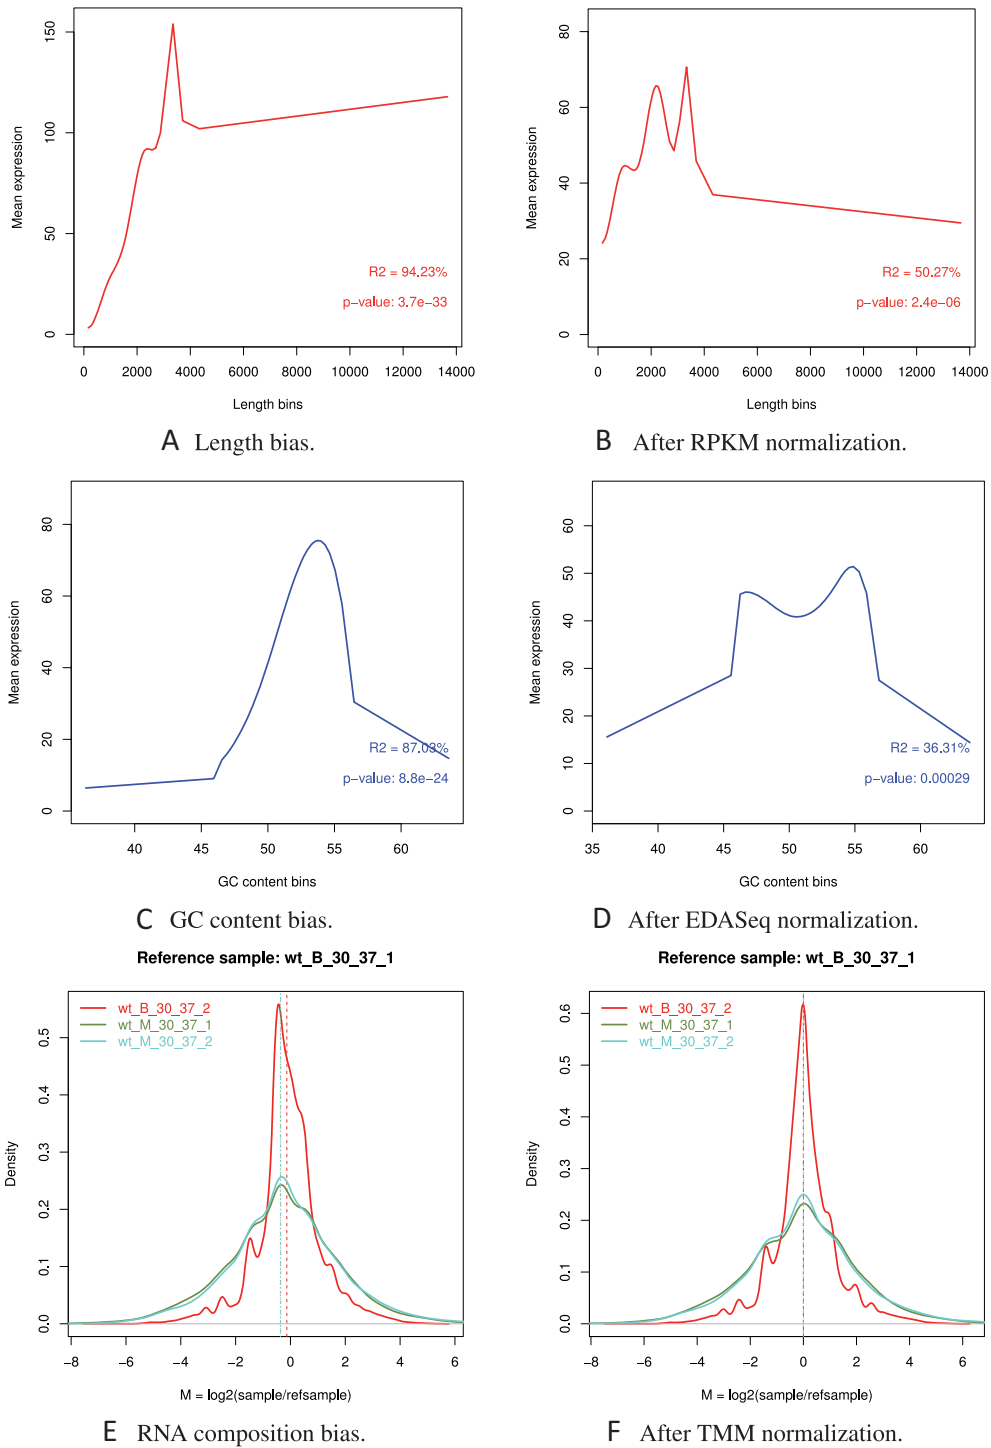 150
100
50
0
Mean expression
R2 = 94.23%
p−value: 3.7e−33
0 2000 4000 6000 8000 10000 12000 14000
Length bins
A Length bias.
80
60
40
20
0
Mean expression
R2 = 50.27%
p−value: 2.4e−06
0 2000 4000 6000 8000 10000 12000 14000
Length bins
B After RPKM normalization.
80
60
40
20
0
Mean expression
R2 = 87.03%
p−value: 8.8e−24
40 45 50 55 60
GC content bins
C GC content bias.
60
50
40
30
20
10
0
Mean expression
R2 = 36.31%
p−value: 0.00029
35 40 45 50 55 60
GC content bins
D After EDASeq normalization.
Reference sample: wt_B_30_37_1
wt_B_30_37_2
wt_M_30_37_1
wt_M_30_37_2
0.5
0.4
0.3
0.2
0.1
0.0
Density
−8 −6 −4 −2 0 2 4 6
M = log2(sample/refsample)
E RNA composition bias.
Reference sample: wt_B_30_37_1
wt_B_30_37_2
wt_M_30_37_1
wt_M_30_37_2
0.6
0.5
0.4
0.3
0.2
0.1
0.0
Density
−8 −6 −4 −2 0 2 4 6
M = log2(sample/refsample)
F After TMM normalization.